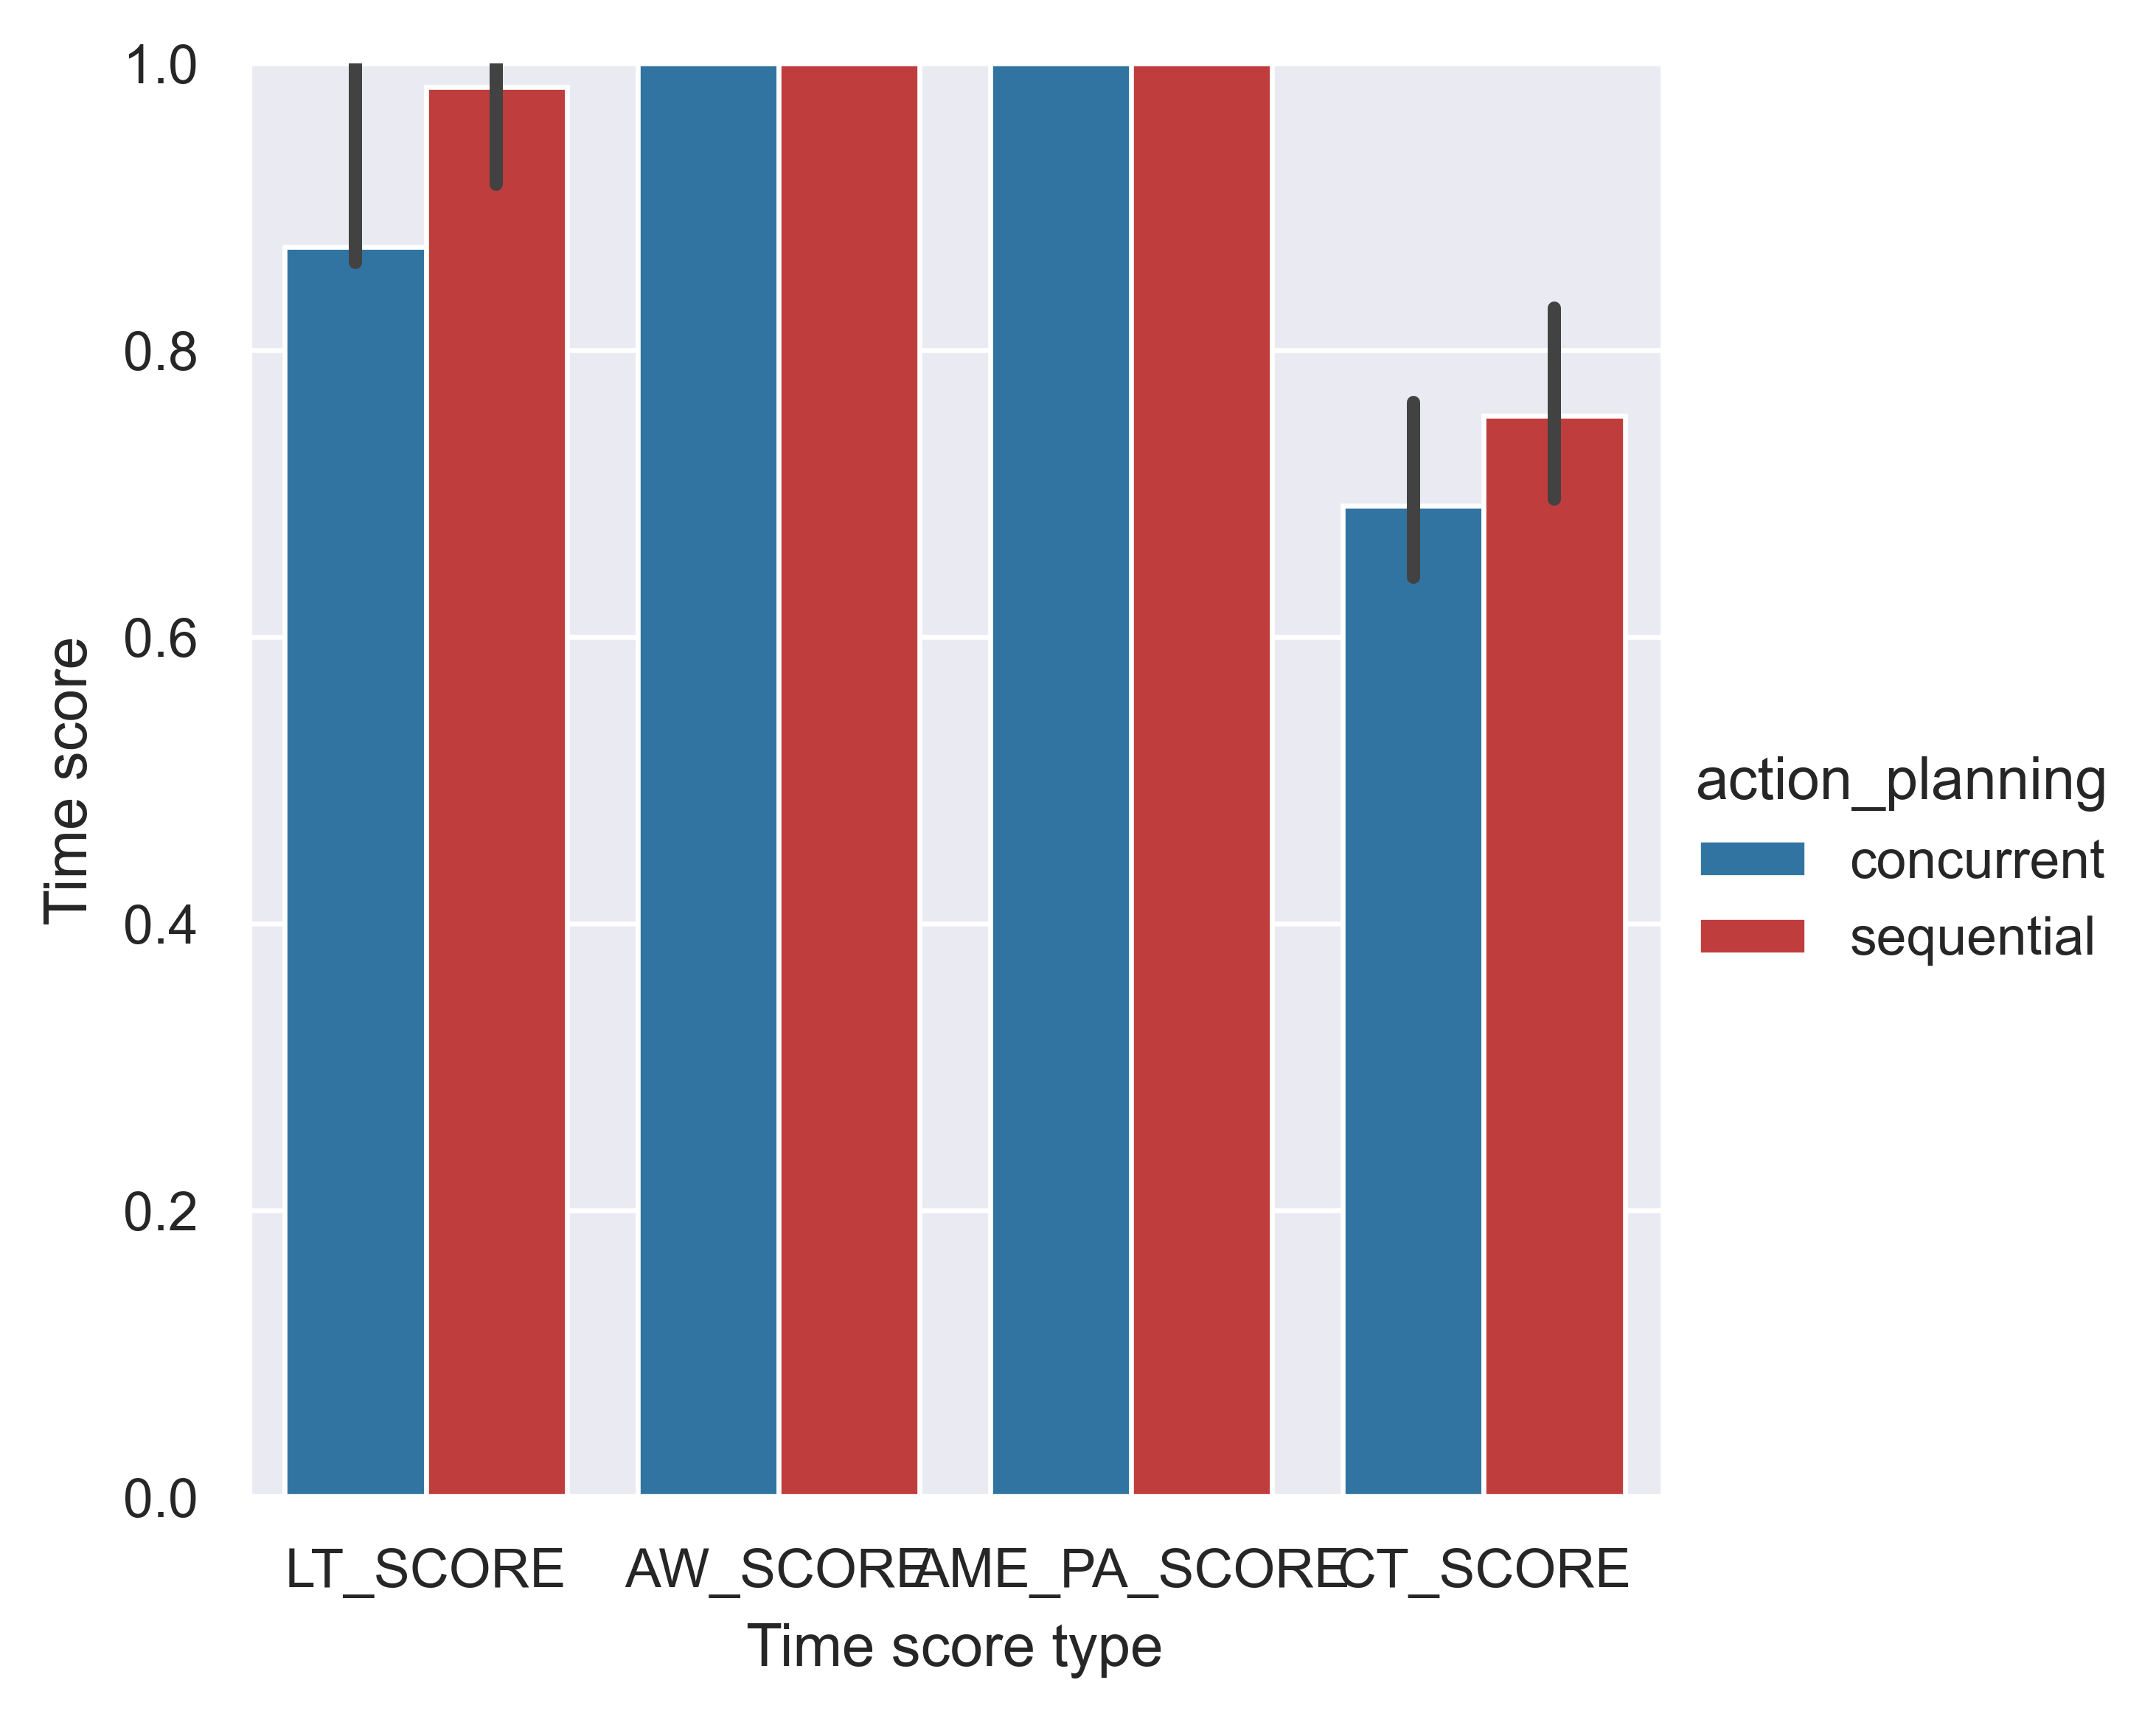 1.0
0.8
0.6
0.4
0.2
0.0
Time score
LT_SCORE AW_SCORE AME_PA_SCORE CT_SCORE
Time score type
action_planning
concurrent
sequential